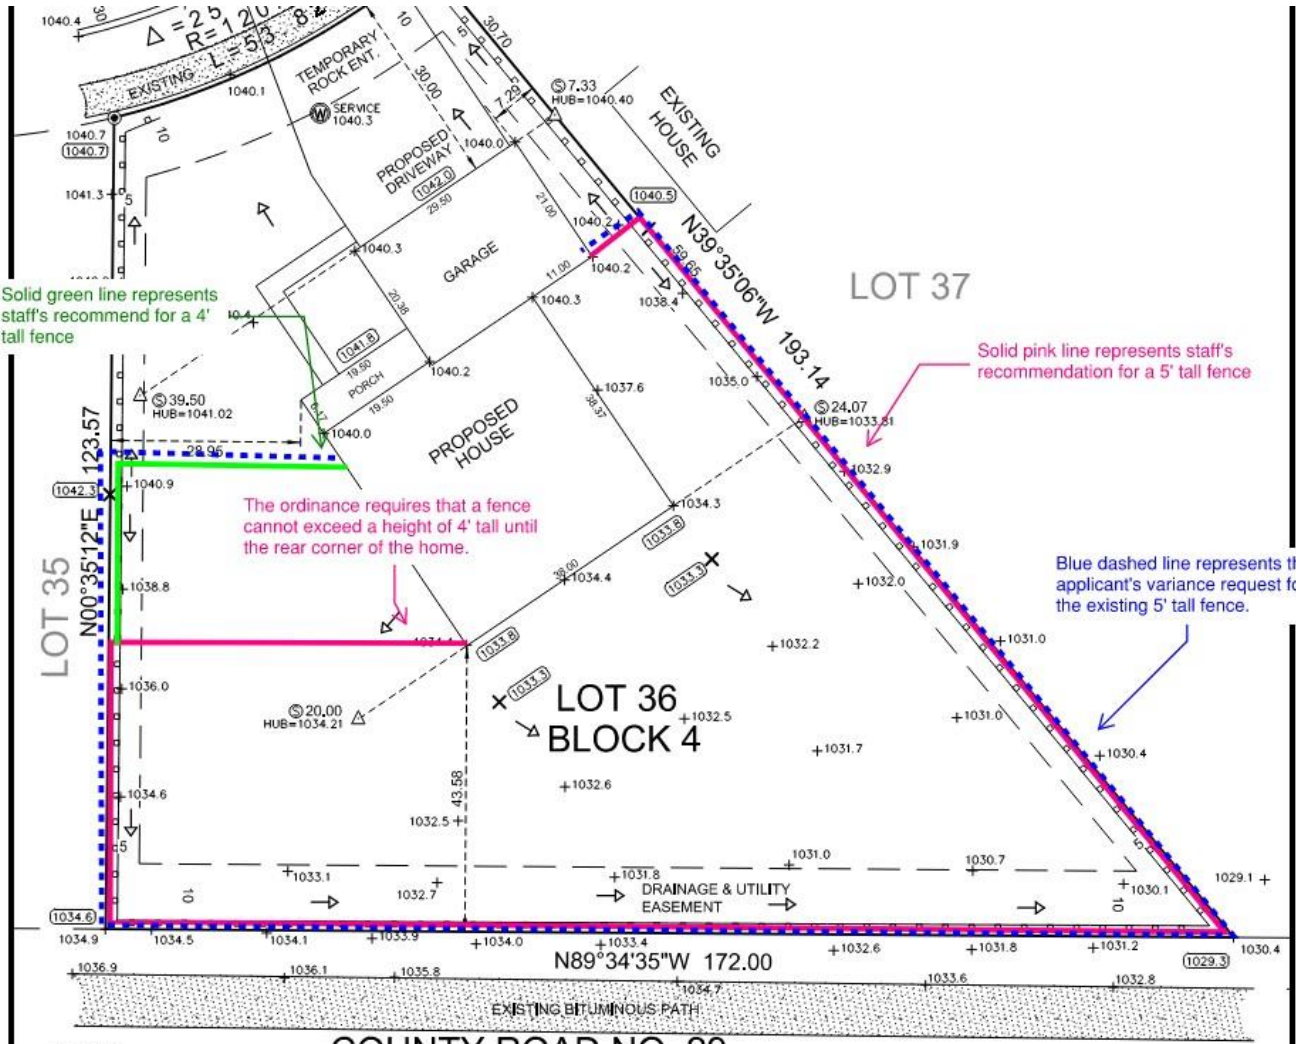 1040.4
30
Δ=25
R=120
L=53.8
EXISTING
1040.1
TEMPORARY
ROCK ENT.
10
30.00
30.70
5
Ⓦ SERVICE
1040.3
Ⓢ 7.33
HUB=1040.40
7.29
EXISTING
HOUSE
1040.7
1040.7
10
1041.3
5
PROPOSED
DRIVEWAY
1042.0
29.50
1040.0
21.00
1040.5
1040.2
N39°35'06"W 193.14
59.65
1040.3
GARAGE
11.00
1040.2
1040.3
1038.4
LOT 37
Solid green line represents
staff's recommend for a 4'
tall fence
20.38
1041.8
19.50
PORCH
19.50
6.47
1040.2
1037.6
38.37
1035.0
Solid pink line represents staff's
recommendation for a 5' tall fence
Ⓢ 39.50
HUB=1041.02
1040.0
28.95
PROPOSED
HOUSE
Ⓢ 24.07
HUB=1033.81
1032.9
LOT 35
N00°35'12"E 123.57
1042.3
1040.9
The ordinance requires that a fence
cannot exceed a height of 4' tall until
the rear corner of the home.
1034.3
1033.8
1033.3
1031.9
1038.8
38.00
1034.4
1032.0
Blue dashed line represents th
applicant's variance request fo
the existing 5' tall fence.
1033.8
1032.2
1031.0
1036.0
1033.3
Ⓢ 20.00
HUB=1034.21
LOT 36
BLOCK 4
1032.5
1031.0
1031.7
1030.4
1034.6
43.58
1032.6
1032.5
5
5
1033.1
1032.7
1031.8
1031.0
1030.7
1030.1
1029.1
10
DRAINAGE & UTILITY
EASEMENT
10
1034.6
1034.9
1034.5
1034.1
1033.9
1034.0
1033.4
1032.6
1031.8
1031.2
1030.4
1029.3
N89°34'35"W 172.00
1036.9
1036.1
1035.8
1034.7
1033.6
1032.8
EXISTING BITUMINOUS PATH